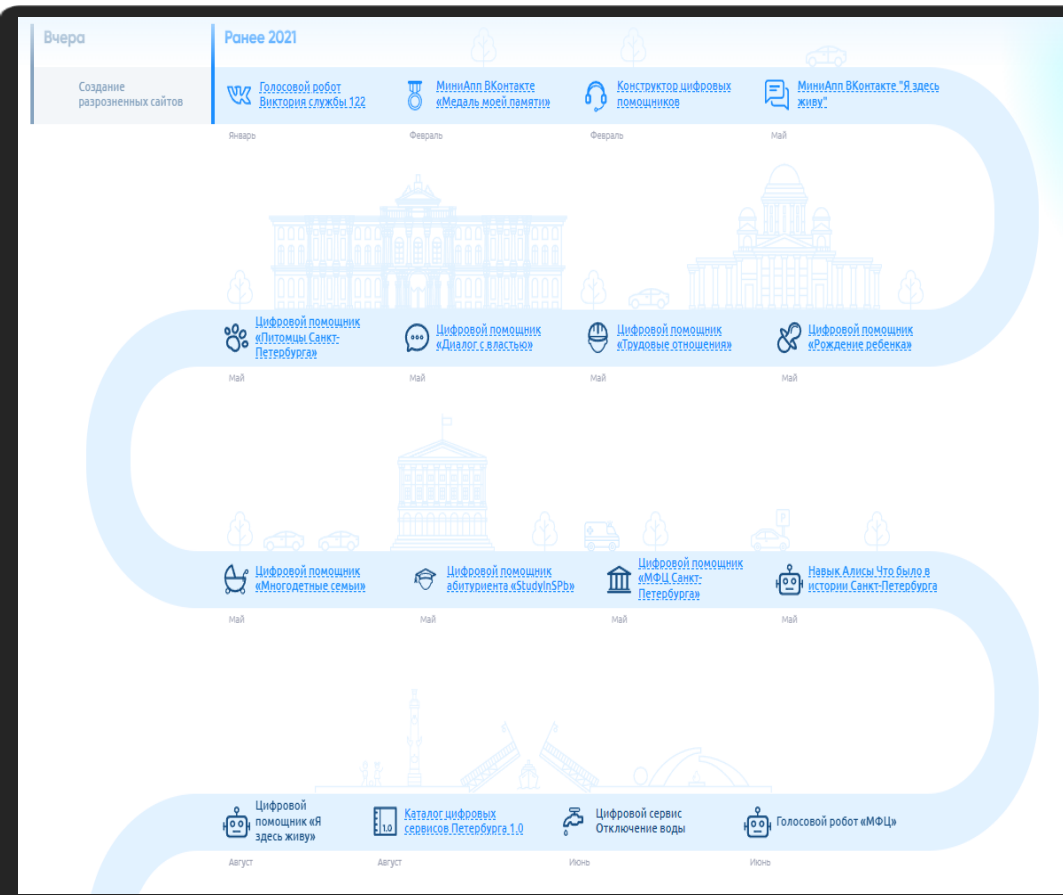 Вчера
Ранее 2021
Создание
разрозненных сайтов
Голосовой робот
Виктория службы 122
МиниАпп ВКонтакте
«Медаль моей памяти»
Конструктор цифровых
помощников
МиниАпп ВКонтакте "Я здесь
живу"
Январь
Февраль
Февраль
Май
Цифровой помощник
«Питомцы Санкт-
Петербурга»
Цифровой помощник
«Диалог с властью»
Цифровой помощник
«Трудовые отношения»
Цифровой помощник
«Рождение ребенка»
Май
Май
Май
Май
Цифровой помощник
«Многодетные семьи»
Цифровой помощник
абитуриента «StudyInSPb»
Цифровой помощник
«МФЦ Санкт-
Петербурга»
Навык Алисы Что было в
истории Санкт-Петербурга
Май
Май
Май
Май
Цифровой
помощник «Я
здесь живу»
1.0
Каталог цифровых
сервисов Петербурга 1.0
Цифровой сервис
Отключение воды
Голосовой робот «МФЦ»
Август
Август
Июнь
Июнь